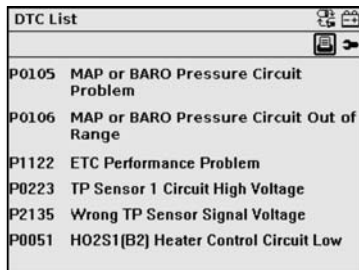 DTC List
P0105 MAP or BARO Pressure Circuit
Problem
P0106 MAP or BARO Pressure Circuit Out of
Range
P1122 ETC Performance Problem
P0223 TP Sensor 1 Circuit High Voltage
P2135 Wrong TP Sensor Signal Voltage
P0051 HO2S1(B2) Heater Control Circuit Low